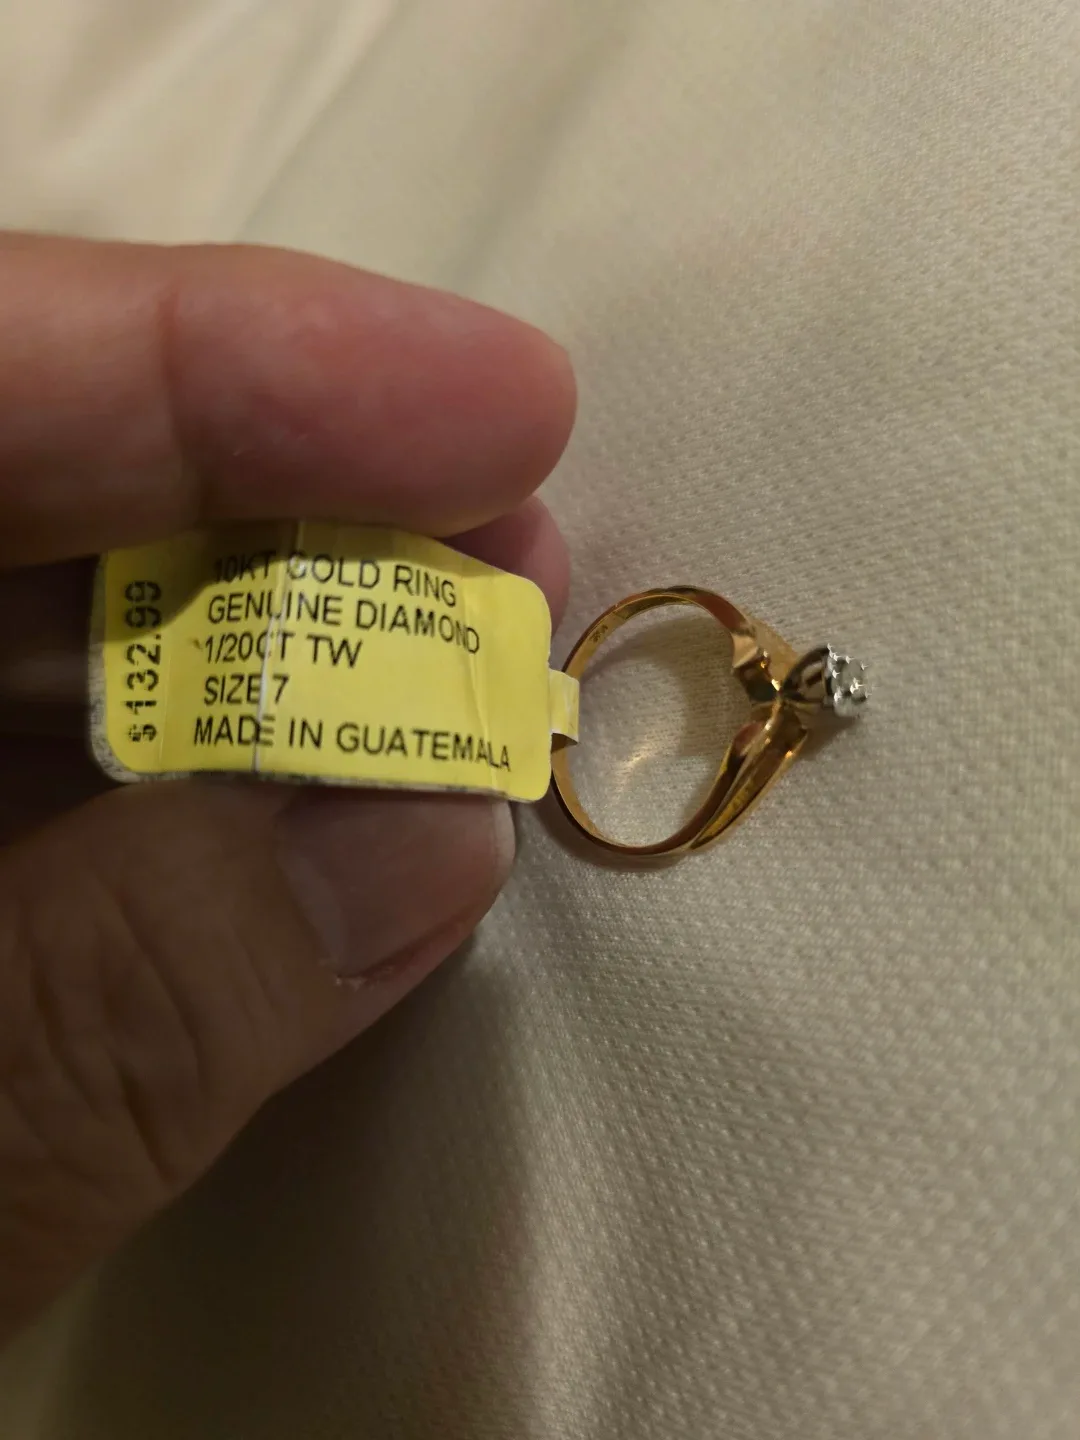 10KT GOLD RING
GENUINE DIAMOND
1/20CT TW
SIZE 7
MADE IN GUATEMALA
$132.99